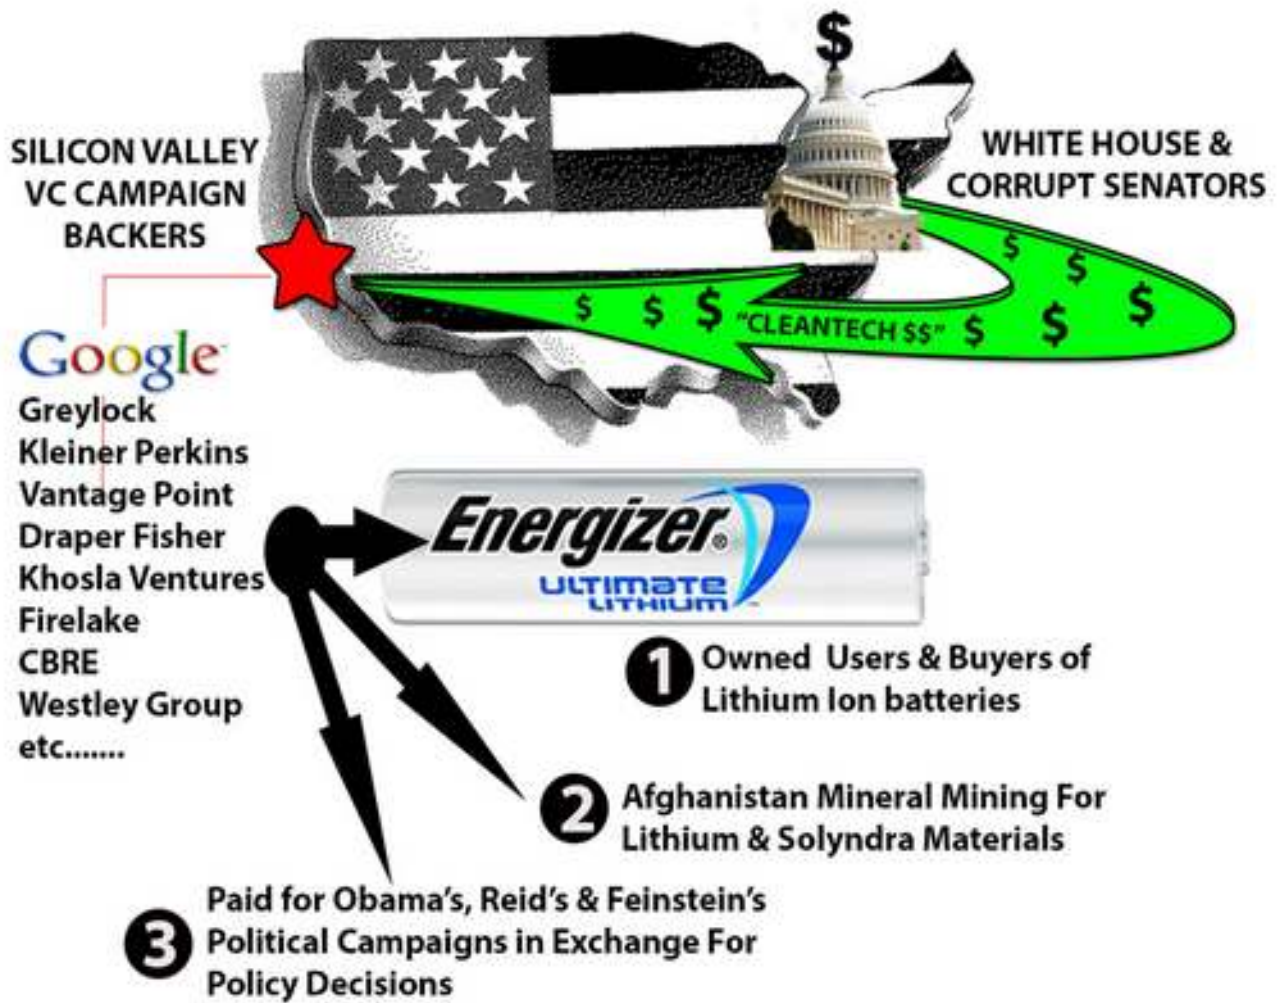 $
SILICON VALLEY
VC CAMPAIGN
BACKERS
WHITE HOUSE &
CORRUPT SENATORS
$ $ $ "CLEANTECH $$" $ $ $ $ $
Google
Greylock
Kleiner Perkins
Vantage Point
Draper Fisher
Khosla Ventures
Firelake
CBRE
Westley Group
etc.......
Energizer®
ULTIMATE
LITHIUM™
1 Owned Users & Buyers of
Lithium Ion batteries
2 Afghanistan Mineral Mining For
Lithium & Solyndra Materials
3 Paid for Obama's, Reid's & Feinstein's
Political Campaigns in Exchange For
Policy Decisions